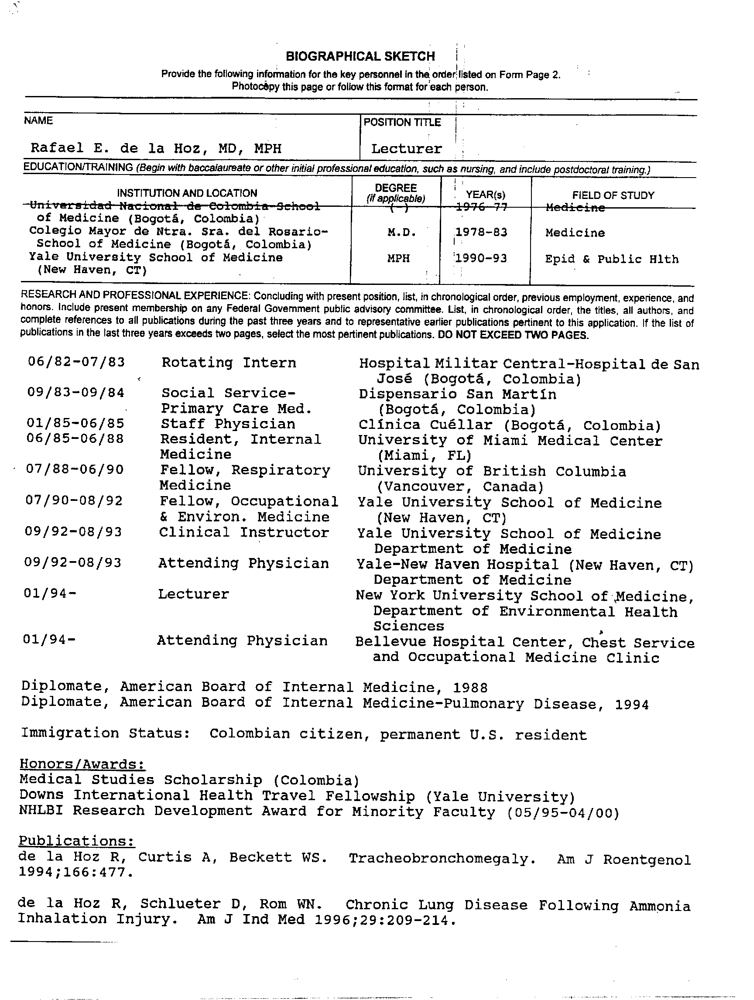 BIOGRAPHICAL SKETCH
Provide the following information for the key personnel in the order listed on Form Page 2.
Photocopy this page or follow this format for each person.
NAME
POSITION TITLE
Rafael E. de la Hoz, MD, MPH
Lecturer
EDUCATION/TRAINING (Begin with baccalaureate or other initial professional education, such as nursing, and include postdoctoral training.)
INSTITUTION AND LOCATION DEGREE (if applicable) YEAR(s) FIELD OF STUDY
Universidad Nacional de Colombia-School (-) 1976-77 Medicine
of Medicine (Bogotá, Colombia)
Colegio Mayor de Ntra. Sra. del Rosario- M.D. 1978-83 Medicine
School of Medicine (Bogotá, Colombia)
Yale University School of Medicine MPH 1990-93 Epid & Public Hlth
(New Haven, CT)
RESEARCH AND PROFESSIONAL EXPERIENCE: Concluding with present position, list, in chronological order, previous employment, experience, and
honors. Include present membership on any Federal Government public advisory committee. List, in chronological order, the titles, all authors, and
complete references to all publications during the past three years and to representative earlier publications pertinent to this application. If the list of
publications in the last three years exceeds two pages, select the most pertinent publications. DO NOT EXCEED TWO PAGES.
06/82-07/83 Rotating Intern Hospital Militar Central-Hospital de San
José (Bogotá, Colombia)
09/83-09/84 Social Service- Dispensario San Martín
Primary Care Med. (Bogotá, Colombia)
01/85-06/85 Staff Physician Clínica Cuéllar (Bogotá, Colombia)
06/85-06/88 Resident, Internal University of Miami Medical Center
Medicine (Miami, FL)
07/88-06/90 Fellow, Respiratory University of British Columbia
Medicine (Vancouver, Canada)
07/90-08/92 Fellow, Occupational Yale University School of Medicine
& Environ. Medicine (New Haven, CT)
09/92-08/93 Clinical Instructor Yale University School of Medicine
Department of Medicine
09/92-08/93 Attending Physician Yale-New Haven Hospital (New Haven, CT)
Department of Medicine
01/94- Lecturer New York University School of Medicine,
Department of Environmental Health
Sciences
01/94- Attending Physician Bellevue Hospital Center, Chest Service
and Occupational Medicine Clinic
Diplomate, American Board of Internal Medicine, 1988
Diplomate, American Board of Internal Medicine-Pulmonary Disease, 1994
Immigration Status: Colombian citizen, permanent U.S. resident
Honors/Awards:
Medical Studies Scholarship (Colombia)
Downs International Health Travel Fellowship (Yale University)
NHLBI Research Development Award for Minority Faculty (05/95-04/00)
Publications:
de la Hoz R, Curtis A, Beckett WS. Tracheobronchomegaly. Am J Roentgenol
1994;166:477.
de la Hoz R, Schlueter D, Rom WN. Chronic Lung Disease Following Ammonia
Inhalation Injury. Am J Ind Med 1996;29:209-214.